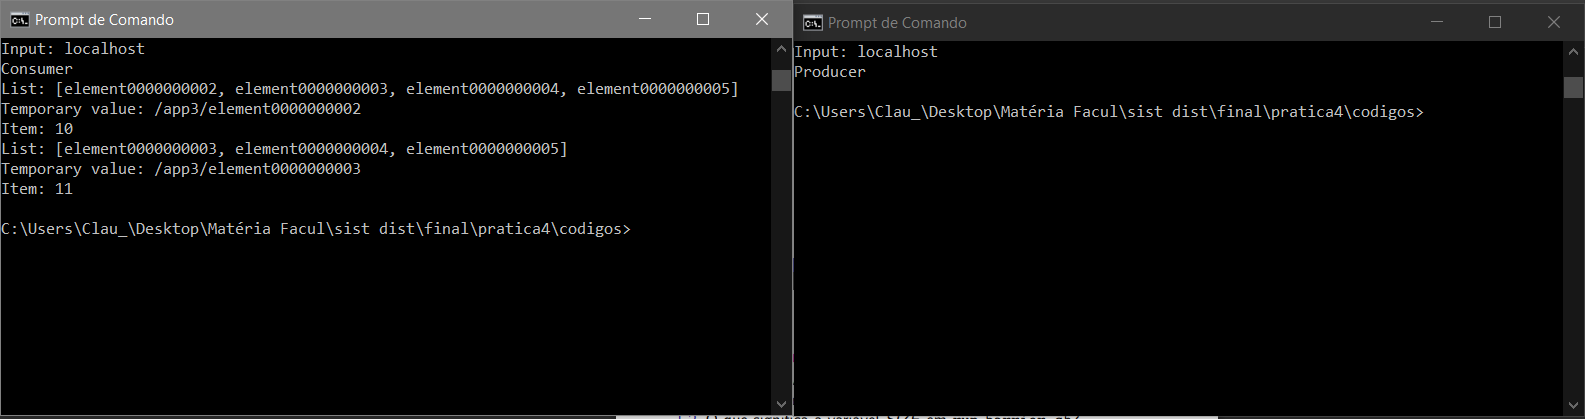 Prompt de Comando
Input: localhost
Consumer
List: [element0000000002, element0000000003, element0000000004, element0000000005]
Temporary value: /app3/element0000000002
Item: 10
List: [element0000000003, element0000000004, element0000000005]
Temporary value: /app3/element0000000003
Item: 11
C:\Users\Clau_\Desktop\Matéria Facul\sist dist\final\pratica4\codigos>
Prompt de Comando
Input: localhost
Producer
C:\Users\Clau_\Desktop\Matéria Facul\sist dist\final\pratica4\codigos>